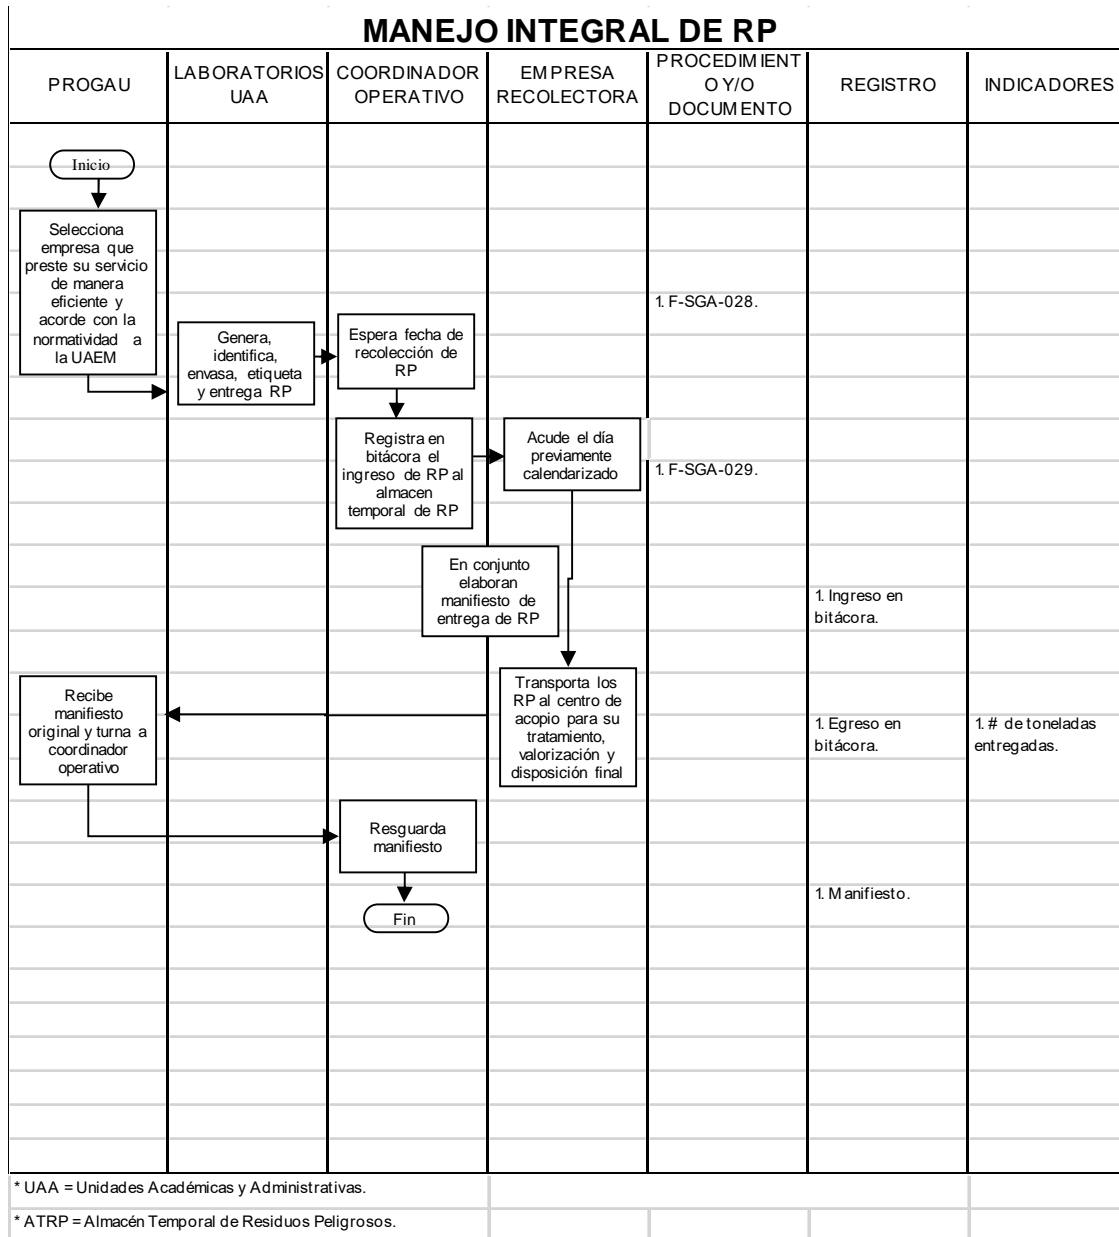 MANEJO INTEGRAL DE RP
PROGAU
LABORATORIOS
UAA
COORDINADOR
OPERATIVO
EMPRESA
RECOLECTORA
PROCEDIMIENT
O Y/O
DOCUMENTO
REGISTRO
INDICADORES
Inicio
Selecciona
empresa que
preste su servicio
de manera
eficiente y
acorde con la
normatividad a
la UAEM
Genera,
identifica,
envasa, etiqueta
y entrega RP
Espera fecha de
recolección de
RP
1. F-SGA-028.
Registra en
bitácora el
ingreso de RP al
almacen
temporal de RP
Acude el día
previamente
calendarizado
1. F-SGA-029.
En conjunto
elaboran
manifiesto de
entrega de RP
1. Ingreso en
bitácora.
Transporta los
RP al centro de
acopio para su
tratamiento,
valorización y
disposición final
Recibe
manifiesto
original y turna a
coordinador
operativo
1. Egreso en
bitácora.
1. # de toneladas
entregadas.
Resguarda
manifiesto
1. Manifiesto.
Fin
* UAA = Unidades Académicas y Administrativas.
* ATRP = Almacén Temporal de Residuos Peligrosos.